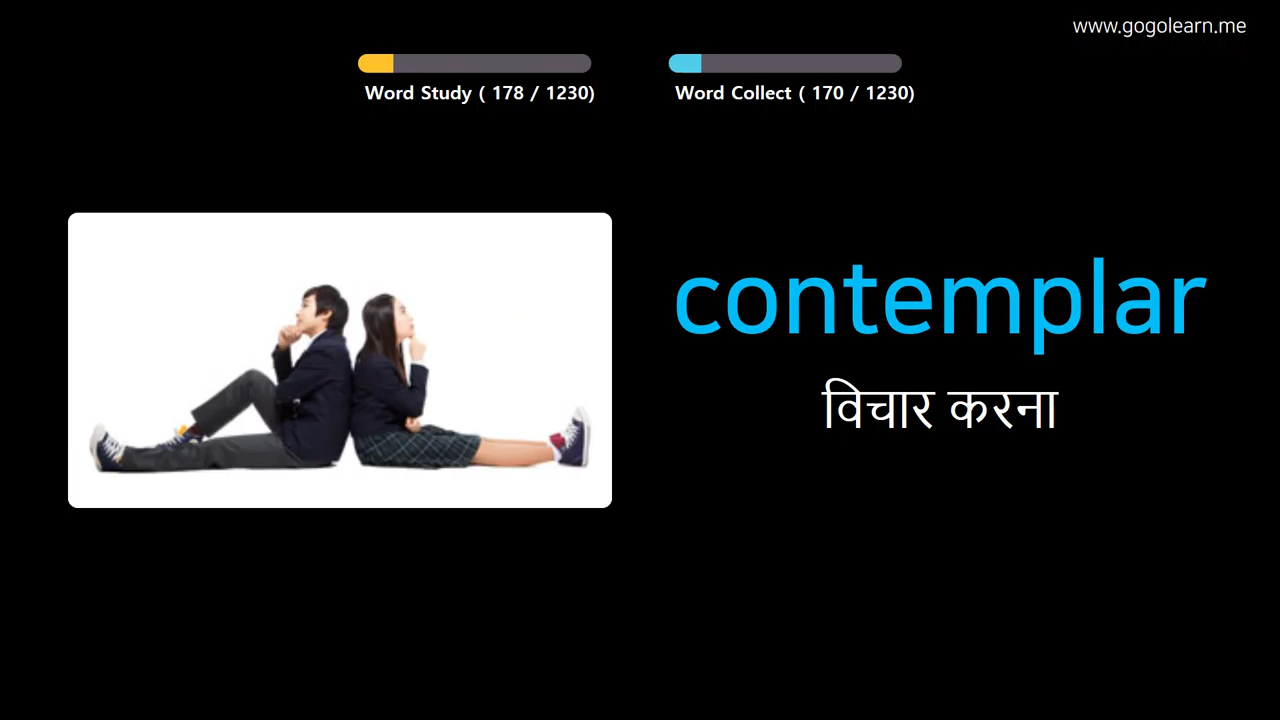 www.gogolearn.me
Word Study ( 178 / 1230)
Word Collect ( 170 / 1230)
contemplar
विचार करना